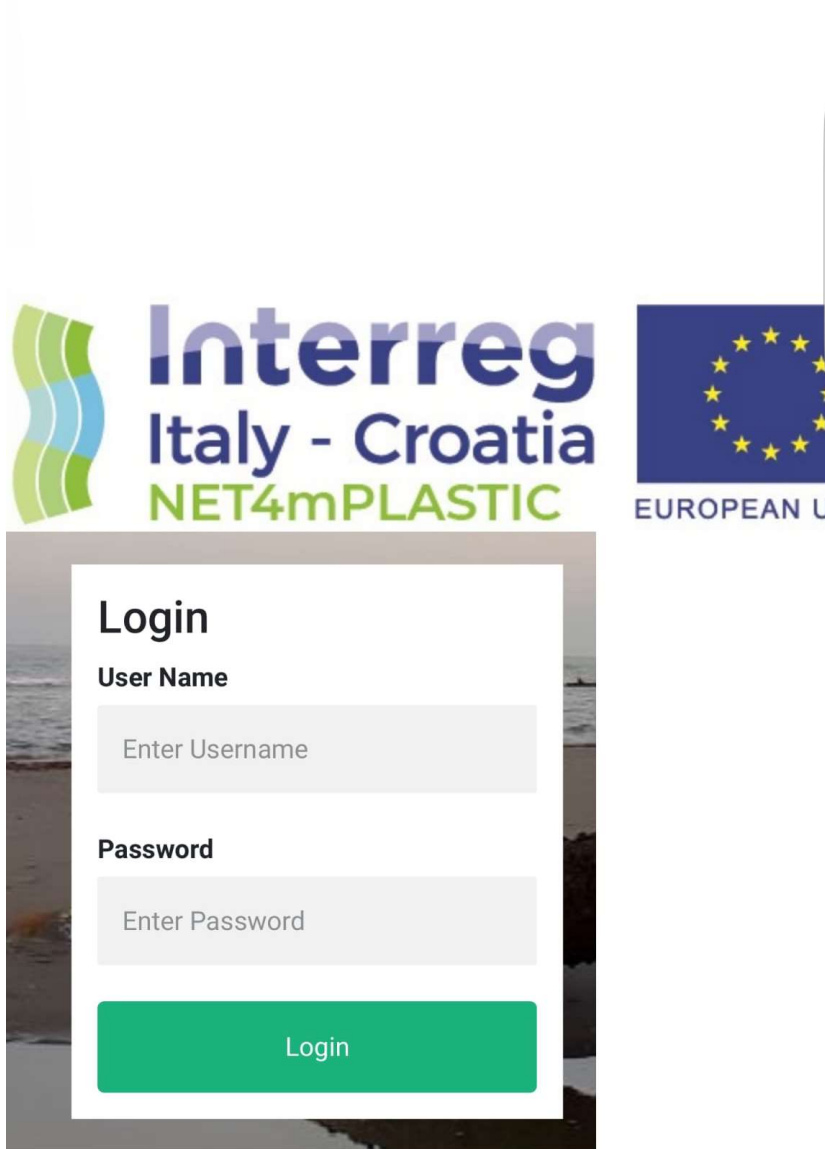 Interreg
Italy - Croatia
NET4mPLASTIC
EUROPEAN U
Login
User Name
Enter Username
Password
Enter Password
Login